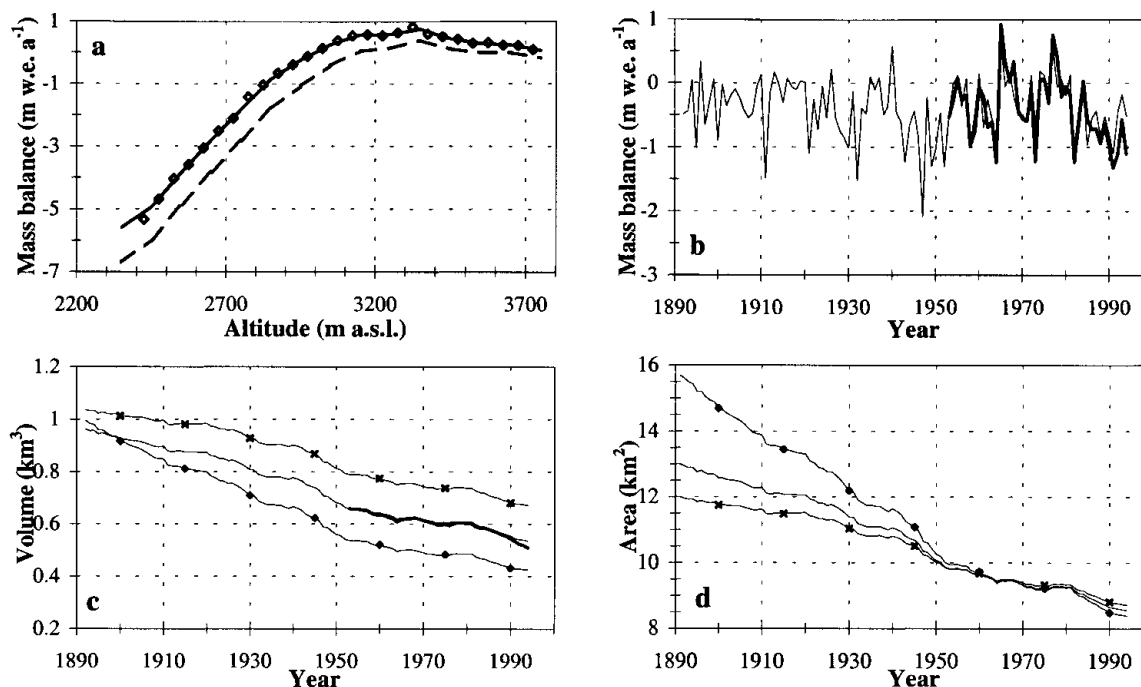 a
Mass balance (m w.e. a⁻¹)
1
-1
-3
-5
-7
2200 2700 3200 3700
Altitude (m a.s.l.)
b
Mass balance (m w.e. a⁻¹)
1
0
-1
-2
-3
1890 1910 1930 1950 1970 1990
Year
c
Volume (km³)
1.2
1
0.8
0.6
0.4
0.2
1890 1910 1930 1950 1970 1990
Year
d
Area (km²)
16
14
12
10
8
1890 1910 1930 1950 1970 1990
Year